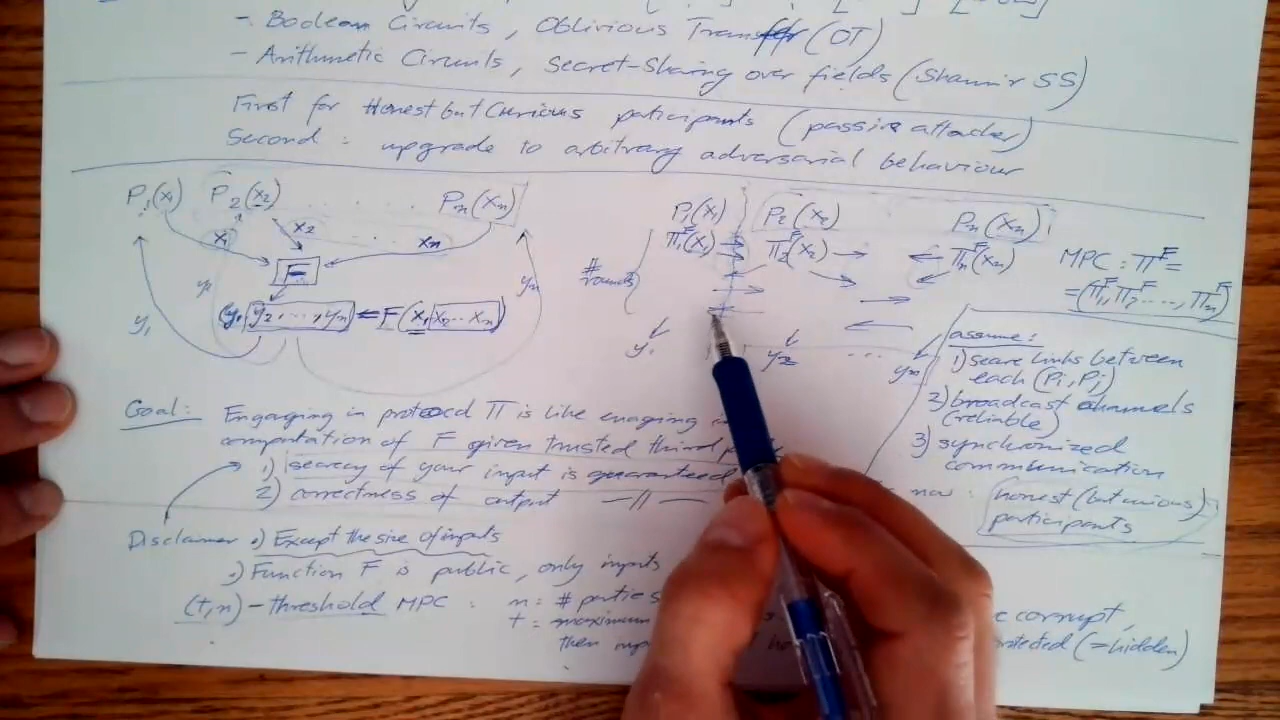 - Boolean Circuits, Oblivious Transfer (OT)
- Arithmetic Circuits, Secret-Sharing over fields (Shamir SS)
First for Honest but Curious participants (passive attacker)
Second: upgrade to arbitrary adversarial behaviour
P₁(x₁) P₂(x₂) . . . . . Pₙ(xₙ)
x₁ x₂ . . . xₙ
F
(y₁ y₂, ..., yₙ) = F(x₁ x₂ ... xₙ)
y₁ y₁ yₙ
P₁(x₁) P₂(x₂) Pₙ(xₙ)
Π₁ᶠ(x₁) Π₂ᶠ(x₂) Πₙᶠ(xₙ)
# rounds
y₁ y₂ ... yₙ
MPC: Πᶠ =
= (Π₁ᶠ, Π₂ᶠ, ..., Πₙᶠ)
assume:
1) secure links between
each (Pi, Pj)
2) broadcast channels
(reliable)
3) synchronized
communication
now: honest (but curious)
participants
Goal: Engarging in protocol Π is like enaging
computation of F given trusted third
1) secrecy of your input is guaranteed
2) correctness of output —//—
Disclaimer .) Except the size of inputs
.) Function F is public, only inputs
(t,n)-threshold MPC: n = # parties
t = maximum corrupt,
then (=hidden)